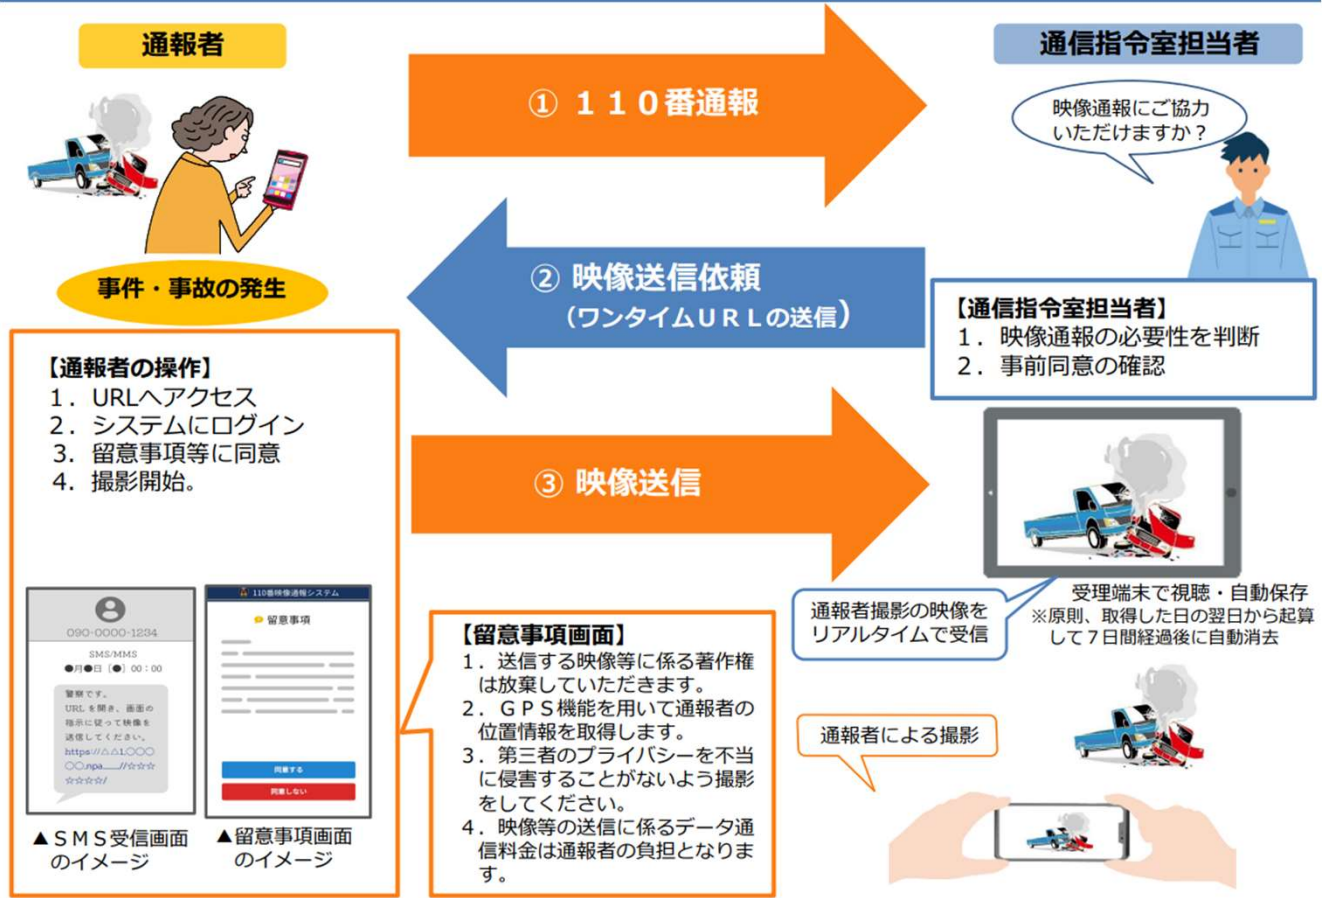 通報者
① １１０番通報
通信指令室担当者
映像通報にご協力
いただけますか？
② 映像送信依頼
（ワンタイムＵＲＬの送信）
事件・事故の発生
【通信指令室担当者】
１．映像通報の必要性を判断
２．事前同意の確認
【通報者の操作】
１．URLへアクセス
２．システムにログイン
３．留意事項等に同意
４．撮影開始。
③ 映像送信
090-0000-1234
SMS/MMS
●月●日（●）00：00
警察です。
URL を開き、画面の
指示に従って映像を
送信してください。
https://△△1.○○○
○○.npa__//☆☆☆
☆☆☆☆/
▲ＳＭＳ受信画面
のイメージ
110番映像通報システム
留意事項
同意する
同意しない
▲留意事項画面
のイメージ
【留意事項画面】
１．送信する映像等に係る著作権
は放棄していただきます。
２．ＧＰＳ機能を用いて通報者の
位置情報を取得します。
３．第三者のプライバシーを不当
に侵害することがないよう撮影
をしてください。
４．映像等の送信に係るデータ通
信料金は通報者の負担となりま
す。
通報者撮影の映像を
リアルタイムで受信
受理端末で視聴・自動保存
※原則、取得した日の翌日から起算
して７日間経過後に自動消去
通報者による撮影